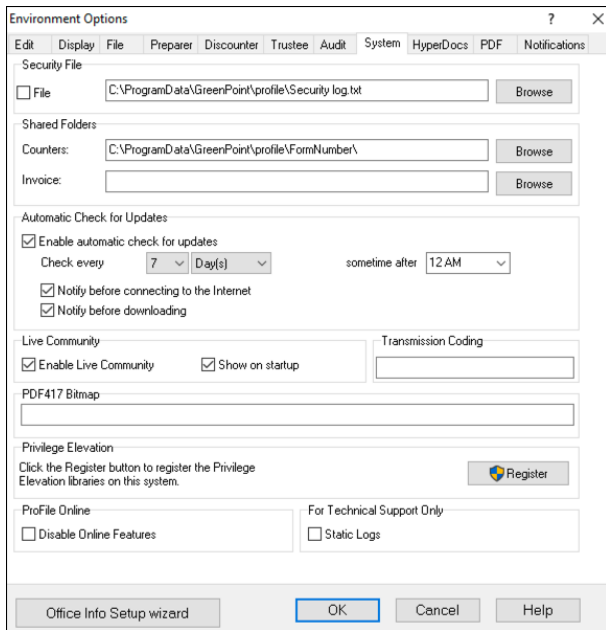 Environment Options ?
Edit Display File Preparer Discounter Trustee Audit System HyperDocs PDF Notifications
Security File
File C:\ProgramData\GreenPoint\profile\Security log.txt Browse
Shared Folders
Counters: C:\ProgramData\GreenPoint\profile\FormNumber\ Browse
Invoice: Browse
Automatic Check for Updates
Enable automatic check for updates
Check every 7 Day(s) sometime after 12 AM
Notify before connecting to the Internet
Notify before downloading
Live Community Transmission Coding
Enable Live Community Show on startup
PDF417 Bitmap
Privilege Elevation
Click the Register button to register the Privilege
Elevation libraries on this system. Register
ProFile Online For Technical Support Only
Disable Online Features Static Logs
Office Info Setup wizard OK Cancel Help